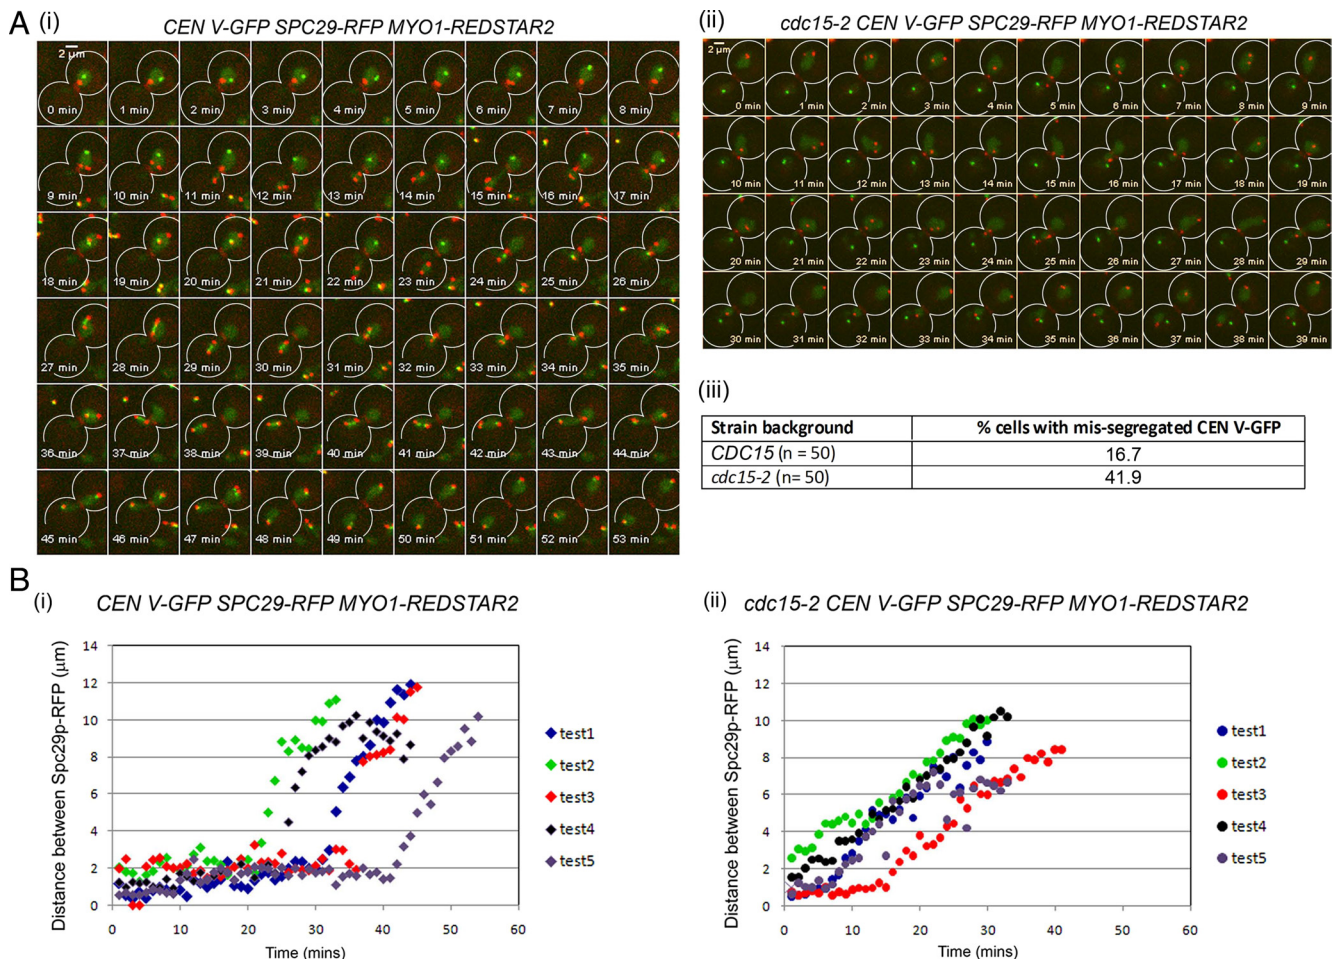 A (i) CEN V-GFP SPC29-RFP MYO1-REDSTAR2
2 µm
0 min 1 min 2 min 3 min 4 min 5 min 6 min 7 min 8 min
9 min 10 min 11 min 12 min 13 min 14 min 15 min 16 min 17 min
18 min 19 min 20 min 21 min 22 min 23 min 24 min 25 min 26 min
27 min 28 min 29 min 30 min 31 min 32 min 33 min 34 min 35 min
36 min 37 min 38 min 39 min 40 min 41 min 42 min 43 min 44 min
45 min 46 min 47 min 48 min 49 min 50 min 51 min 52 min 53 min
(ii) cdc15-2 CEN V-GFP SPC29-RFP MYO1-REDSTAR2
2 µm
0 min 1 min 2 min 3 min 4 min 5 min 6 min 7 min 8 min 9 min
10 min 11 min 12 min 13 min 14 min 15 min 16 min 17 min 18 min 19 min
20 min 21 min 22 min 23 min 24 min 25 min 26 min 27 min 28 min 29 min
30 min 31 min 32 min 33 min 34 min 35 min 36 min 37 min 38 min 39 min
(iii)
Strain background % cells with mis-segregated CEN V-GFP
CDC15 (n = 50) 16.7
cdc15-2 (n= 50) 41.9
B (i) CEN V-GFP SPC29-RFP MYO1-REDSTAR2
Distance between Spc29p-RFP (µm)
14
12
10
8
6
4
2
0
0 10 20 30 40 50 60
Time (mins)
test1
test2
test3
test4
test5
(ii) cdc15-2 CEN V-GFP SPC29-RFP MYO1-REDSTAR2
Distance between Spc29p-RFP (µm)
14
12
10
8
6
4
2
0
0 10 20 30 40 50 60
Time (mins)
test1
test2
test3
test4
test5